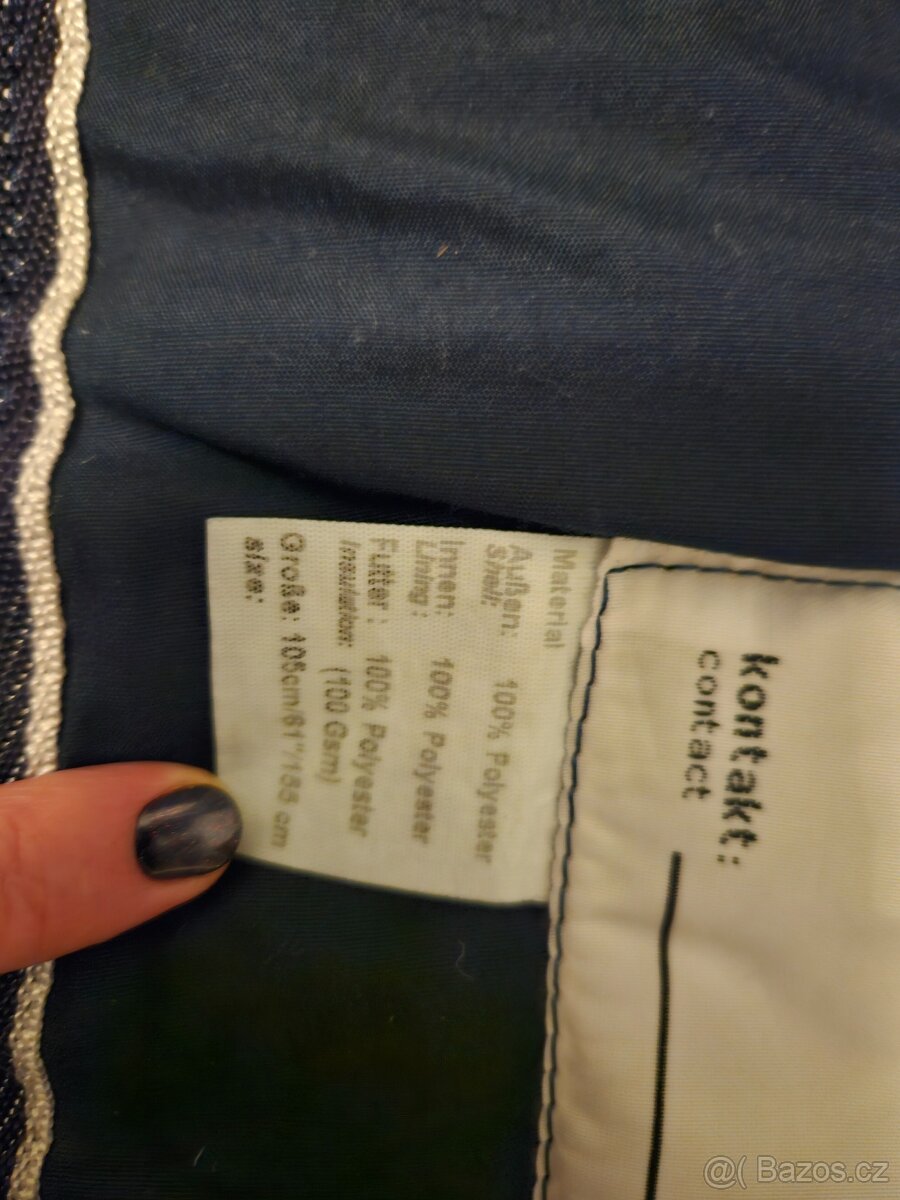 kontakt:
contact
Material
Außen: 100% Polyester
Shell:
Innen: 100% Polyester
Lining:
Futter: 100% Polyester
Insulation: (100 Gsm)
Größe: 105cm/61"/155 cm
size:
@( Bazos.cz